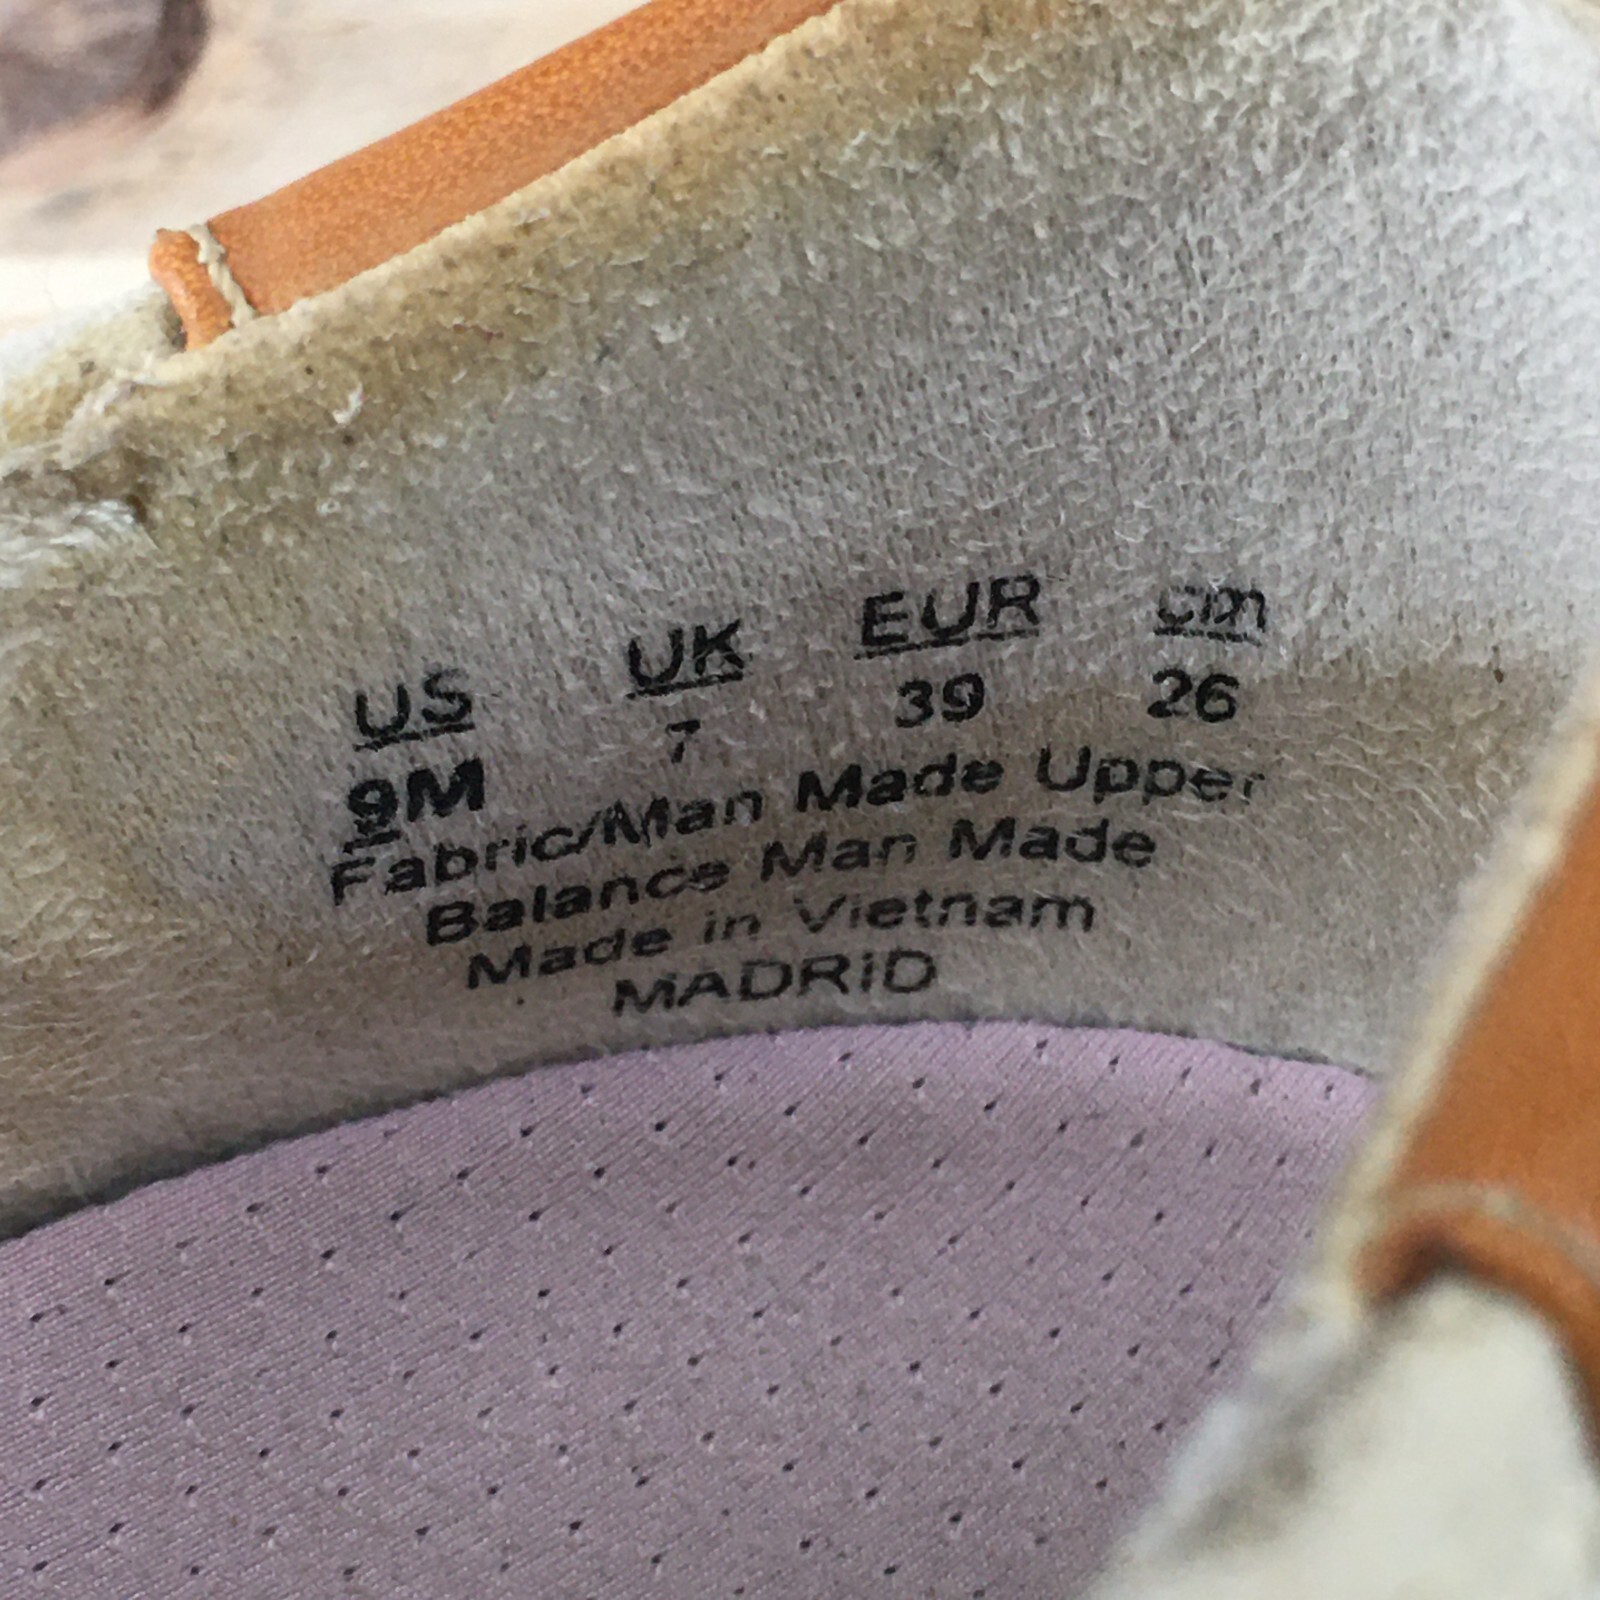 US UK EUR cm
9M 7 39 26
Fabric/Man Made Upper
Balance Man Made
Made in Vietnam
MADRID